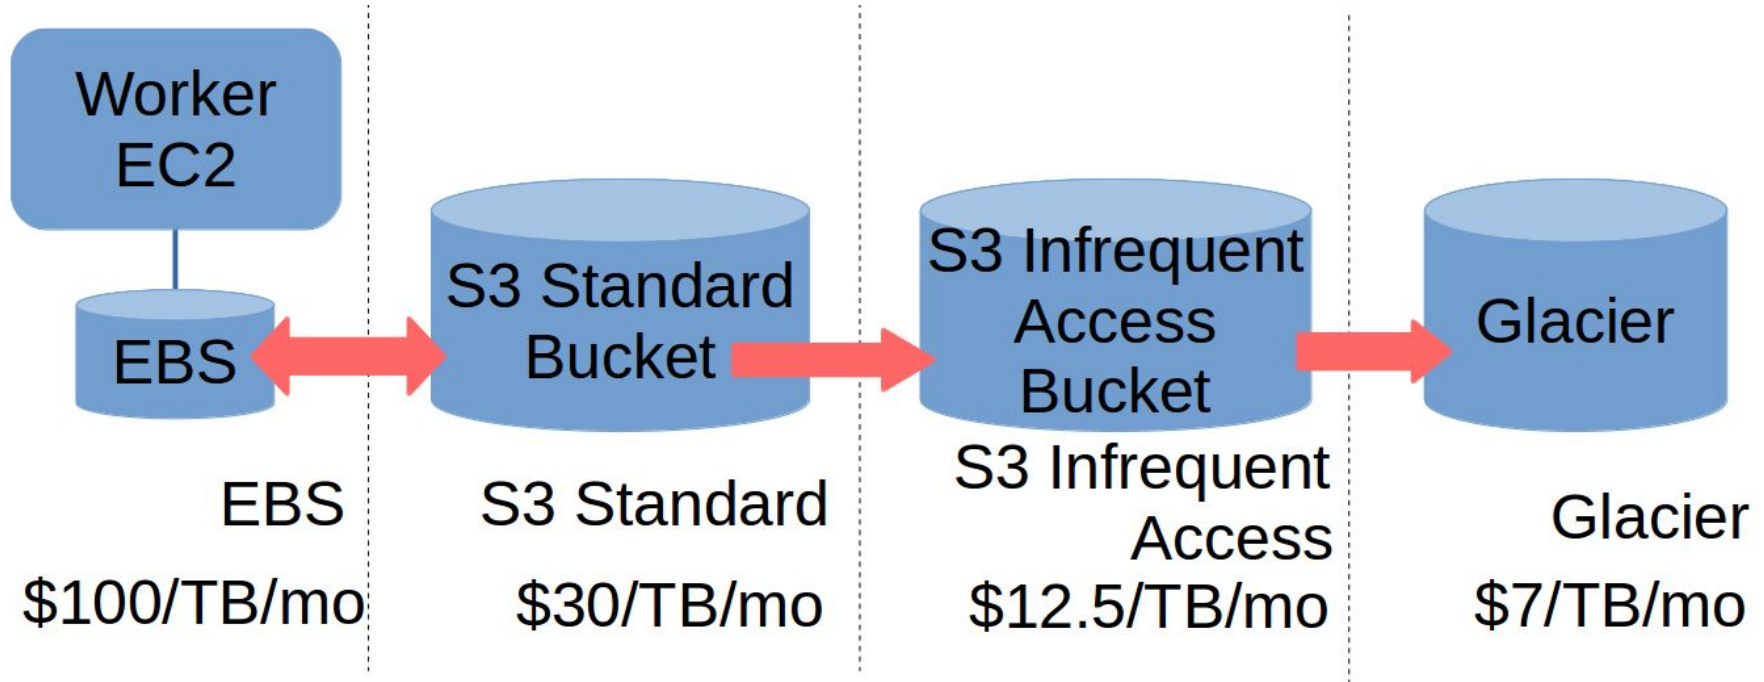 Worker
EC2
EBS
S3 Standard
Bucket
S3 Infrequent
Access
Bucket
Glacier
EBS
$100/TB/mo
S3 Standard
$30/TB/mo
S3 Infrequent
Access
$12.5/TB/mo
Glacier
$7/TB/mo